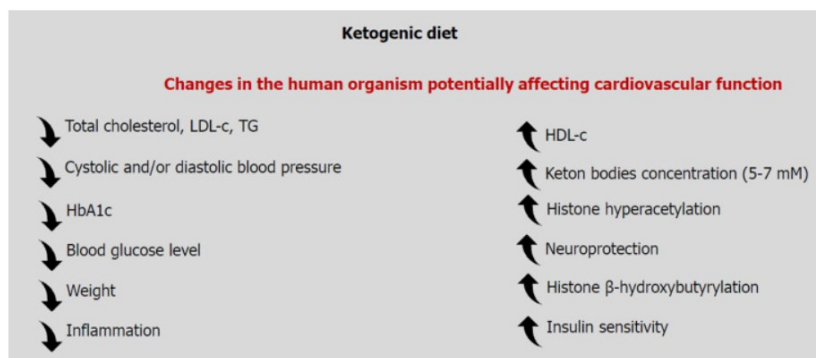 Ketogenic diet
Changes in the human organism potentially affecting cardiovascular function
Total cholesterol, LDL-c, TG
Cystolic and/or diastolic blood pressure
HbA1c
Blood glucose level
Weight
Inflammation
HDL-c
Keton bodies concentration (5-7 mM)
Histone hyperacetylation
Neuroprotection
Histone β-hydroxybutyrylation
Insulin sensitivity